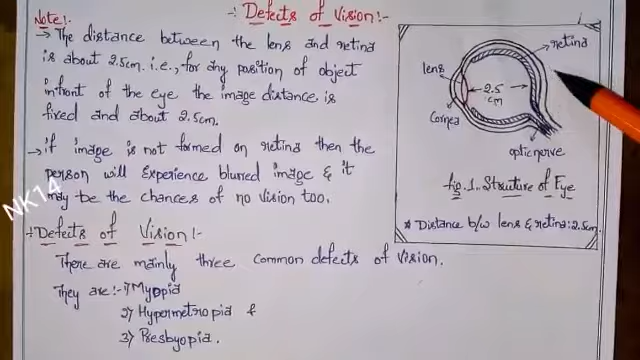 -: Defects of Vision:-
Note:-
→ The distance between the lens and retina
is about 2.5cm. i.e., for any position of object
infront of the eye the image distance is
fixed and about 2.5cm.
→ if image is not formed on retina then the
person will Experience blurred image & it
may be the chances of no vision too.
-: Defects of Vision:-
There are mainly three common defects of vision.
They are:- 1) Myopia
2) Hypermetropia &
3) Presbyopia.
retina
lens
2.5
cm
Cornea
optic nerve
fig.1. Struture of Eye
* Distance b/w lens & retina: 2.5cm.
NK14